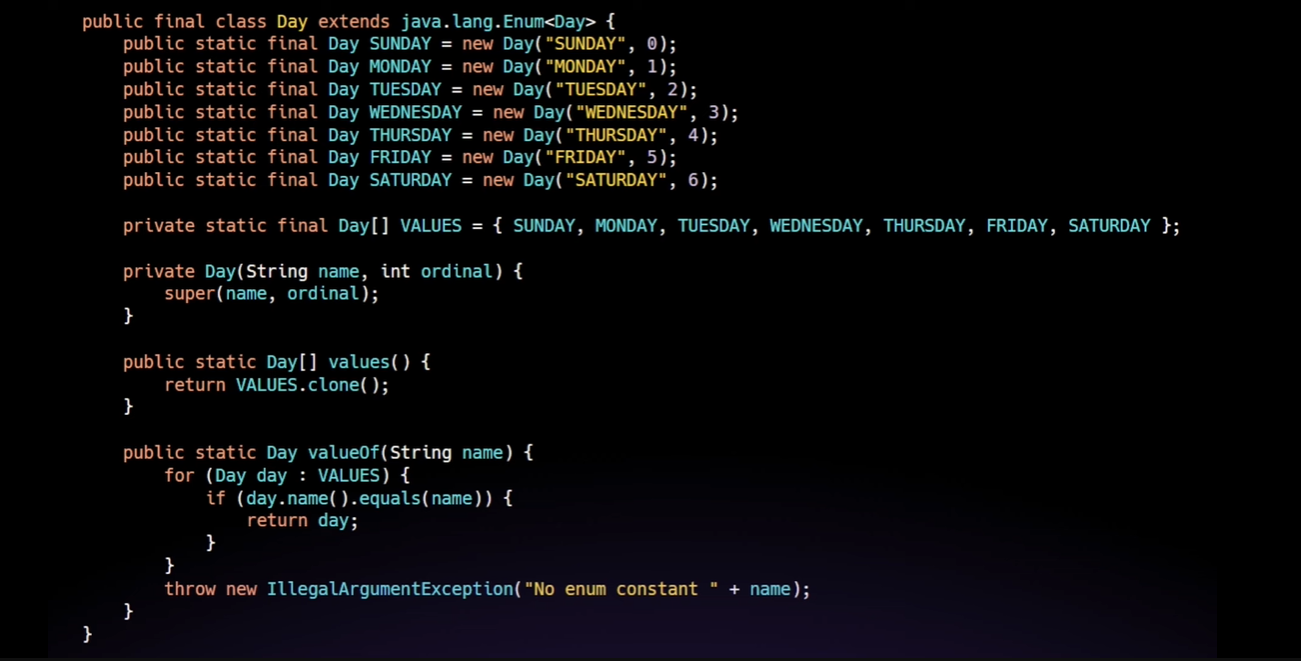 public final class Day extends java.lang.Enum<Day> {
    public static final Day SUNDAY = new Day("SUNDAY", 0);
    public static final Day MONDAY = new Day("MONDAY", 1);
    public static final Day TUESDAY = new Day("TUESDAY", 2);
    public static final Day WEDNESDAY = new Day("WEDNESDAY", 3);
    public static final Day THURSDAY = new Day("THURSDAY", 4);
    public static final Day FRIDAY = new Day("FRIDAY", 5);
    public static final Day SATURDAY = new Day("SATURDAY", 6);

    private static final Day[] VALUES = { SUNDAY, MONDAY, TUESDAY, WEDNESDAY, THURSDAY, FRIDAY, SATURDAY };

    private Day(String name, int ordinal) {
        super(name, ordinal);
    }

    public static Day[] values() {
        return VALUES.clone();
    }

    public static Day valueOf(String name) {
        for (Day day : VALUES) {
            if (day.name().equals(name)) {
                return day;
            }
        }
        throw new IllegalArgumentException("No enum constant " + name);
    }
}